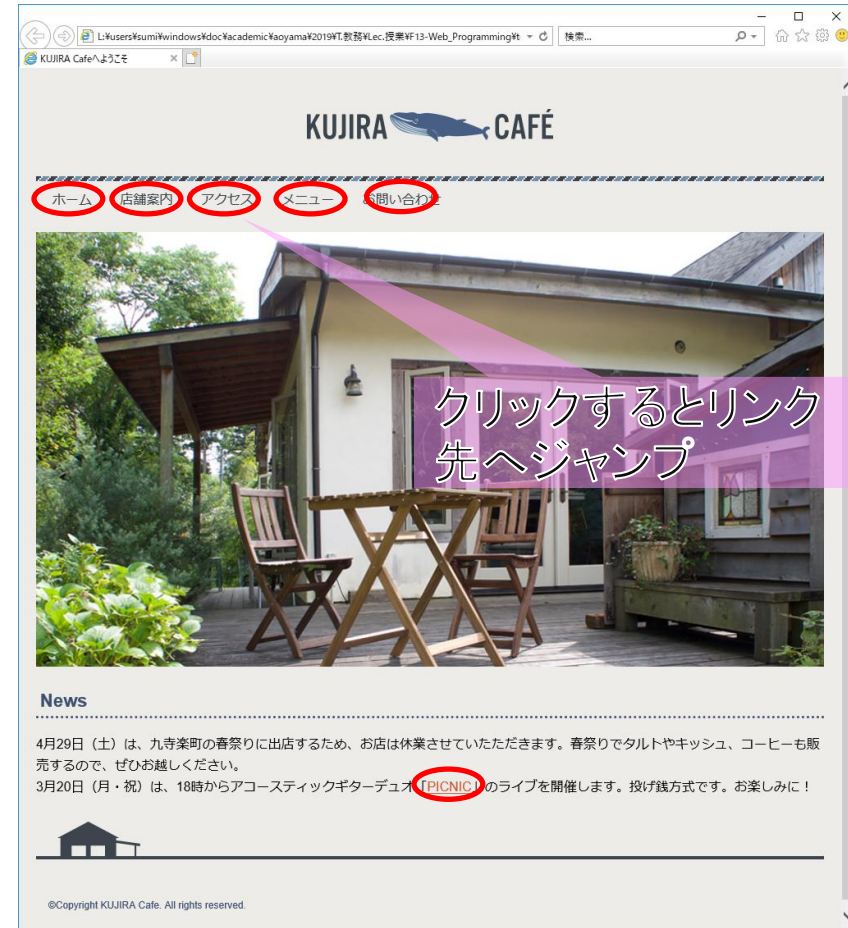 L:¥users¥sumi¥windows¥doc¥academic¥aoyama¥2019¥T.教務¥Lec.授業¥F13-Web_Programming¥t 検索...
KUJIRA Cafeへようこそ
KUJIRA CAFÉ
ホーム 店舗案内 アクセス メニュー お問い合わせ
クリックするとリンク
先へジャンプ
News
4月29日（土）は、九寺楽町の春祭りに出店するため、お店は休業させていたただきます。春祭りでタルトやキッシュ、コーヒーも販
売するので、ぜひお越しください。
3月20日（月・祝）は、18時からアコースティックギターデュオ「PICNIC」のライブを開催します。投げ銭方式です。お楽しみに！
©Copyright KUJIRA Cafe. All rights reserved.